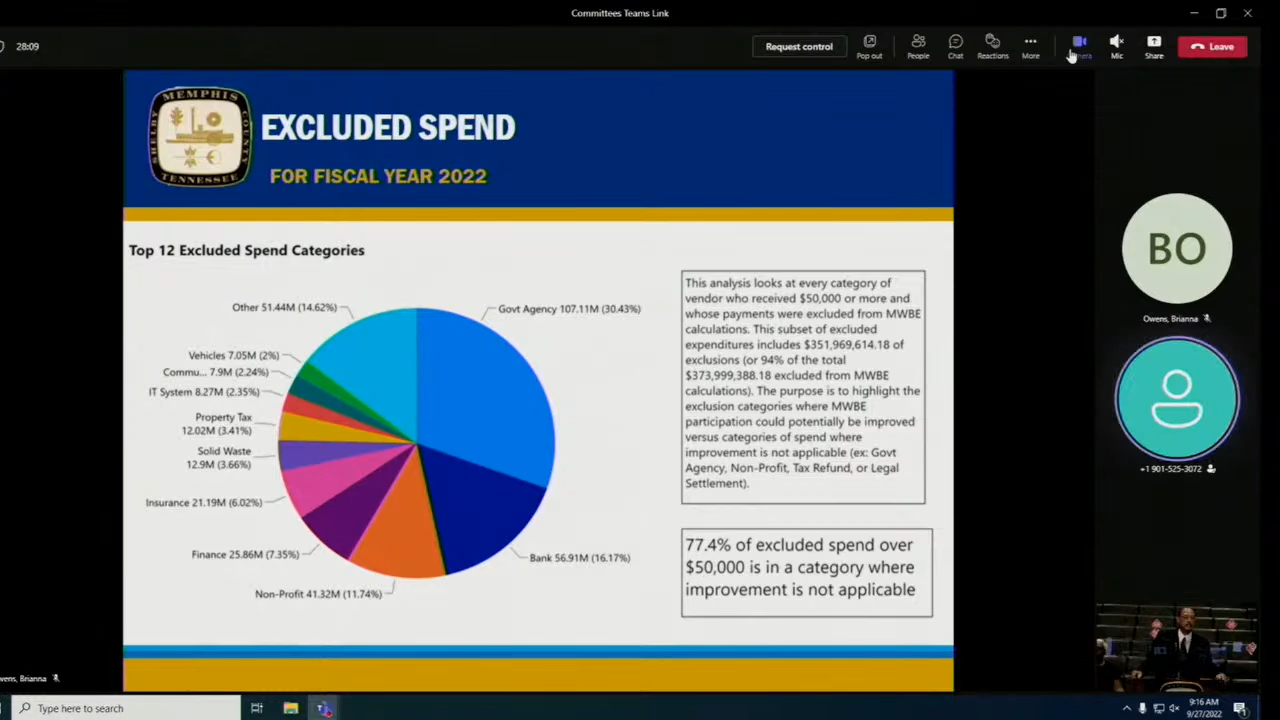 Committees Teams Link
28:09
Request control
Pop out
People
Chat
Reactions
More
Mic
Share
Leave
MEMPHIS
SHELBY
COUNTY
TENNESSEE
EXCLUDED SPEND
FOR FISCAL YEAR 2022
Top 12 Excluded Spend Categories
Other 51.44M (14.62%)
Govt Agency 107.11M (30.43%)
Vehicles 7.05M (2%)
Commu... 7.9M (2.24%)
IT System 8.27M (2.35%)
Property Tax
12.02M (3.41%)
Solid Waste
12.9M (3.66%)
Insurance 21.19M (6.02%)
Finance 25.86M (7.35%)
Non-Profit 41.32M (11.74%)
Bank 56.91M (16.17%)
This analysis looks at every category of
vendor who received $50,000 or more and
whose payments were excluded from MWBE
calculations. This subset of excluded
expenditures includes $351,969,614.18 of
exclusions (or 94% of the total
$373,999,388.18 excluded from MWBE
calculations). The purpose is to highlight the
exclusion categories where MWBE
participation could potentially be improved
versus categories of spend where
improvement is not applicable (ex: Govt
Agency, Non-Profit, Tax Refund, or Legal
Settlement).
77.4% of excluded spend over
$50,000 is in a category where
improvement is not applicable
BO
Owens, Brianna
+1 901-525-3072
wens, Brianna
Type here to search
9:16 AM
9/27/2022